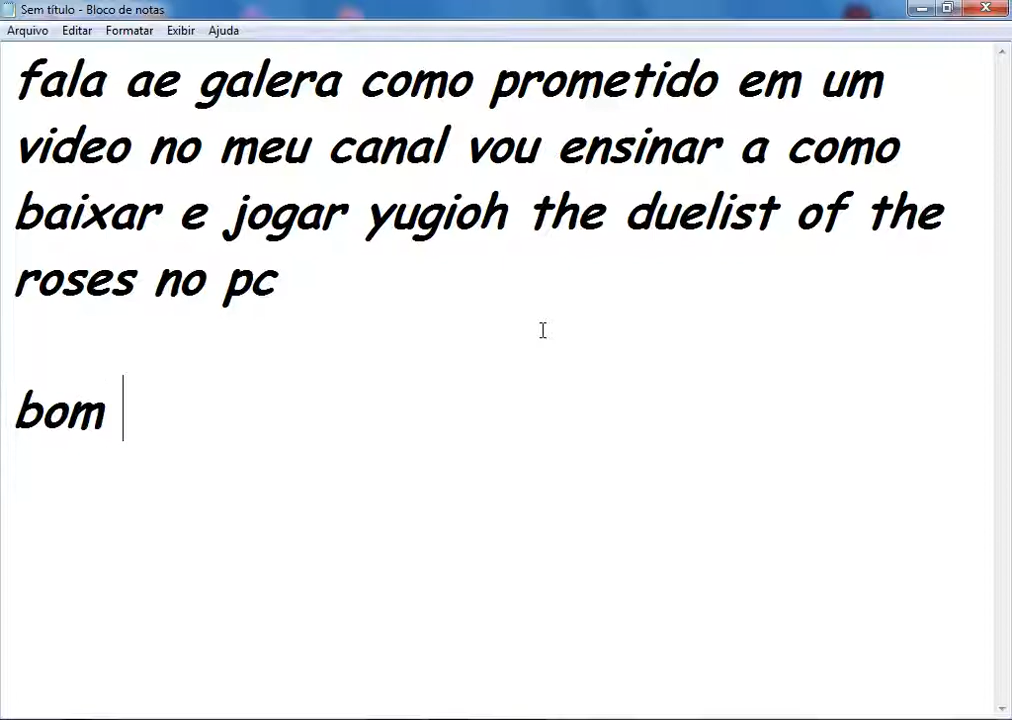 Sem título - Bloco de notas
Arquivo Editar Formatar Exibir Ajuda
fala ae galera como prometido em um
video no meu canal vou ensinar a como
baixar e jogar yugioh the duelist of the
roses no pc
bom